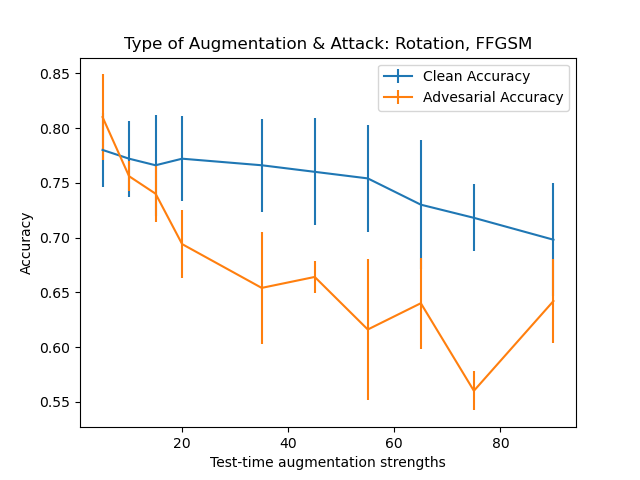 Type of Augmentation & Attack: Rotation, FFGSM
Clean Accuracy
Advesarial Accuracy
0.85
0.80
0.75
0.70
0.65
0.60
0.55
Accuracy
20
40
60
80
Test-time augmentation strengths